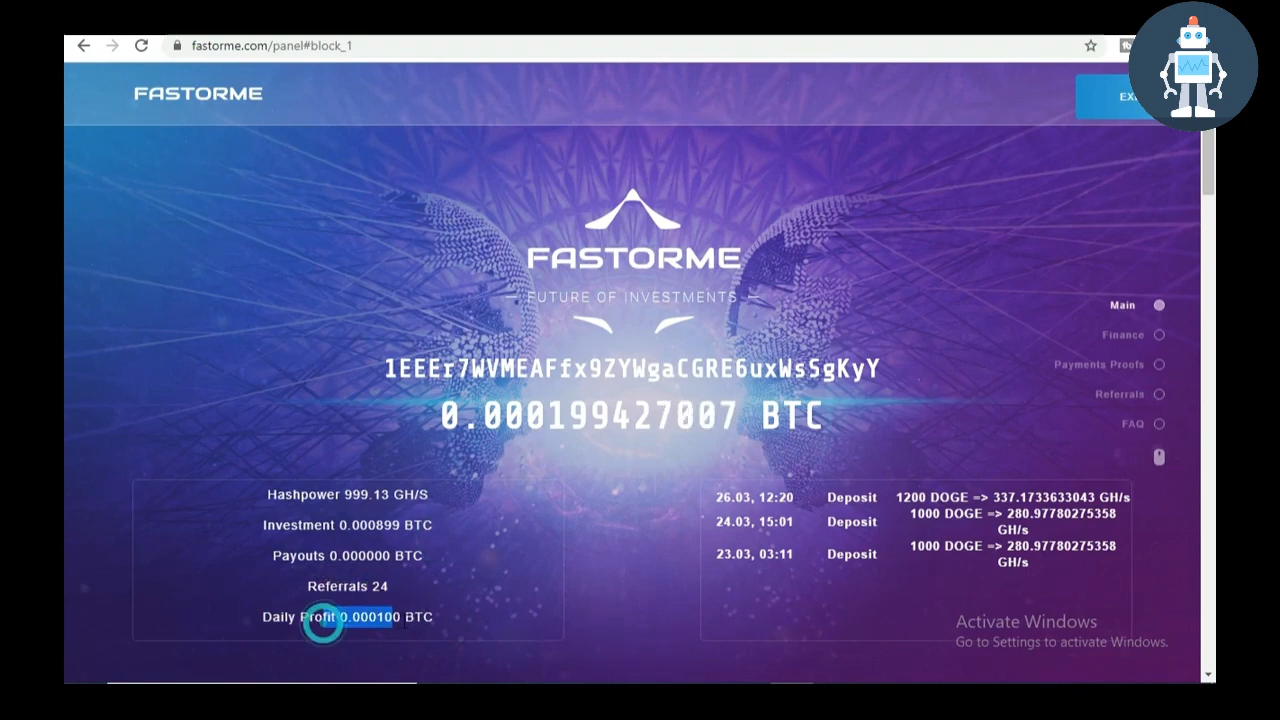 fastorme.com/panel#block_1
FASTORME
FASTORME
FUTURE OF INVESTMENTS
Main
Finance
Payments Proofs
Referrals
FAQ
1EEEr7WVMEAFfx9ZYWgaCGRE6uxWsSgKyY
0.000199427007 BTC
Hashpower 999.13 GH/S
Investment 0.000899 BTC
Payouts 0.000000 BTC
Referrals 24
Daily Profit 0.000100 BTC
26.03, 12:20 Deposit 1200 DOGE => 337.1733633043 GH/s
24.03, 15:01 Deposit 1000 DOGE => 280.97780275358
GH/s
23.03, 03:11 Deposit 1000 DOGE => 280.97780275358
GH/s
Activate Windows
Go to Settings to activate Windows.